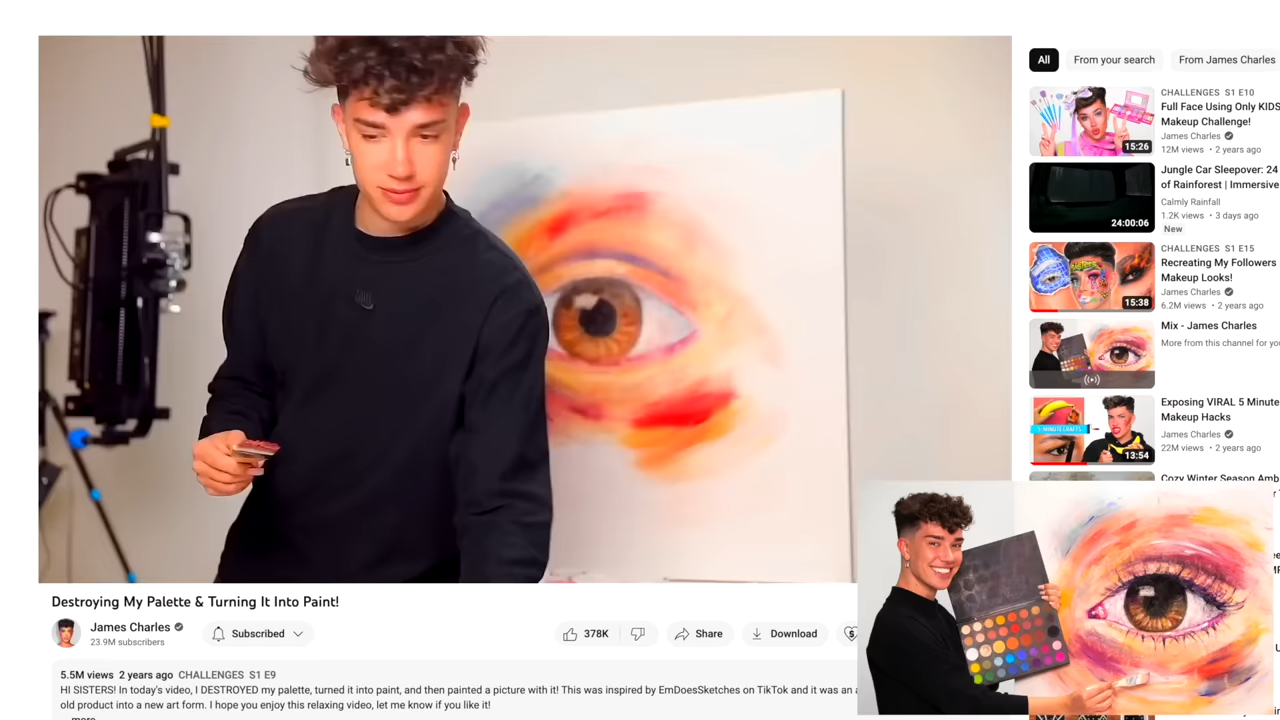 All
From your search
From James Charles
CHALLENGES S1 E10
Full Face Using Only KIDS
Makeup Challenge!
James Charles
12M views • 2 years ago
15:26
Jungle Car Sleepover: 24
of Rainforest | Immersive
Calmly Rainfall
1.2K views • 3 days ago
New
24:00:06
CHALLENGES S1 E15
Recreating My Followers
Makeup Looks!
James Charles
6.2M views • 2 years ago
15:38
Mix - James Charles
More from this channel for you
Exposing VIRAL 5 Minute
Makeup Hacks
James Charles
22M views • 2 years ago
5-MINUTE CRAFTS
13:54
Cozy Winter Season Amb
Destroying My Palette & Turning It Into Paint!
James Charles
23.9M subscribers
Subscribed
378K
Share
Download
5.5M views 2 years ago CHALLENGES S1 E9
HI SISTERS! In today's video, I DESTROYED my palette, turned it into paint, and then painted a picture with it! This was inspired by EmDoesSketches on TikTok and it was an a
old product into a new art form. I hope you enjoy this relaxing video, let me know if you like it!
...more